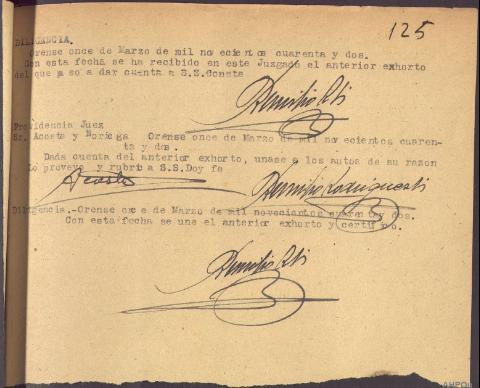 125
DILIGENCIA.
Orense once de Marzo de mil novecientos cuarenta y dos.
Con esta fecha se ha recibido en este Juzgado el anterior exhorto
del que paso a dar cuenta a S.S.Conste
Providencia Juez
Sr. Acosta y Noriega Orense once de Marzo de mil novecientos cuaren-
ta y dos.
Dada cuenta del anterior exhorto, unase a los autos de su razon
Lo proveyo y rubrica S.S.Doy fe
Acosta
Diligencia.-Orense once de Marzo de mil noveciantos cuarenta y dos.
Con esta fecha se une el anterior exhorto y certifico.
AHPOu